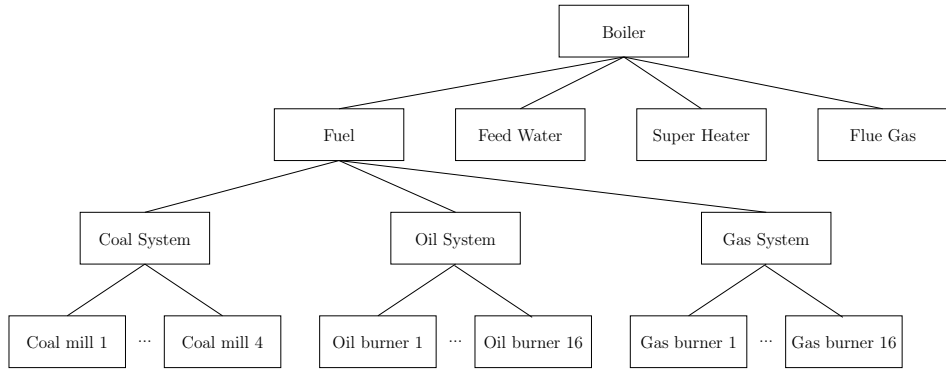 Boiler
Fuel
Feed Water
Super Heater
Flue Gas
Coal System
Oil System
Gas System
Coal mill 1
...
Coal mill 4
Oil burner 1
...
Oil burner 16
Gas burner 1
...
Gas burner 16